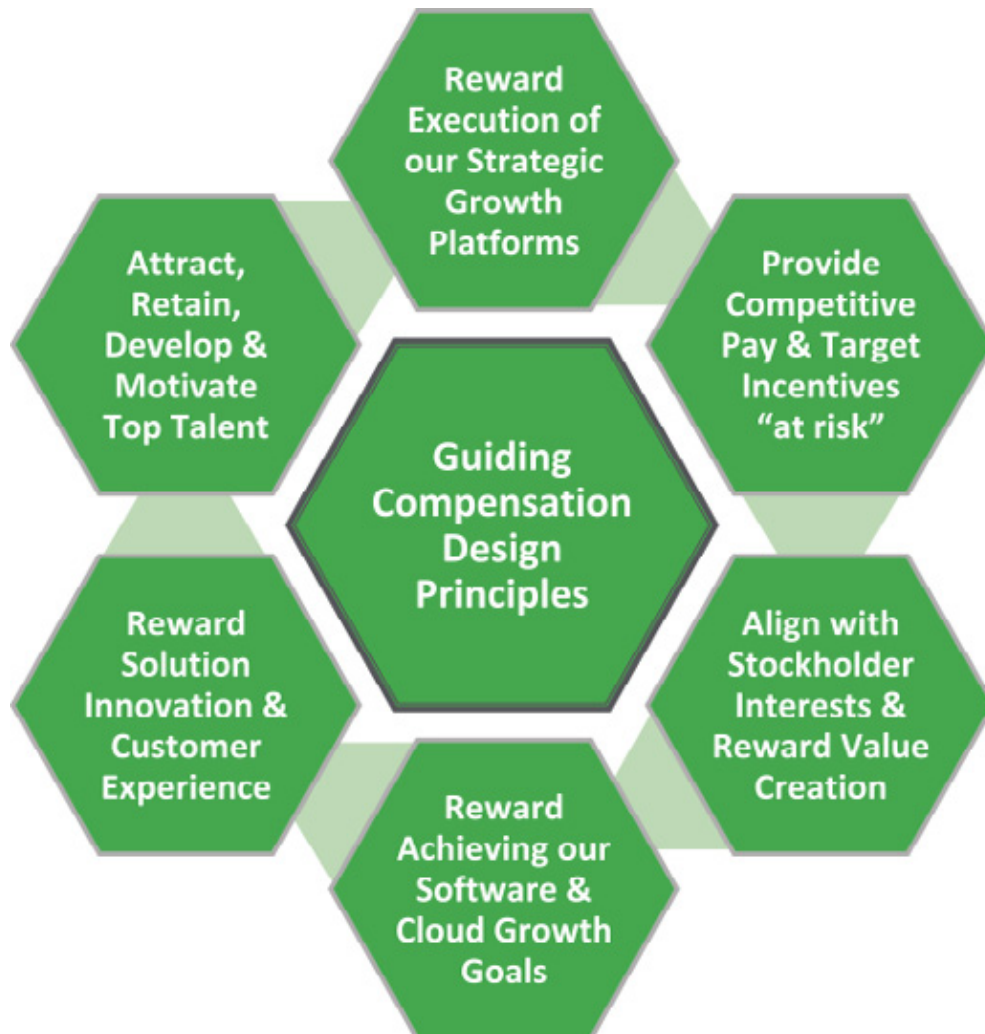 Reward
Execution of
our Strategic
Growth
Platforms
Attract,
Retain,
Develop &
Motivate
Top Talent
Provide
Competitive
Pay & Target
Incentives
“at risk”
Guiding
Compensation
Design
Principles
Reward
Solution
Innovation &
Customer
Experience
Align with
Stockholder
Interests &
Reward Value
Creation
Reward
Achieving our
Software &
Cloud Growth
Goals